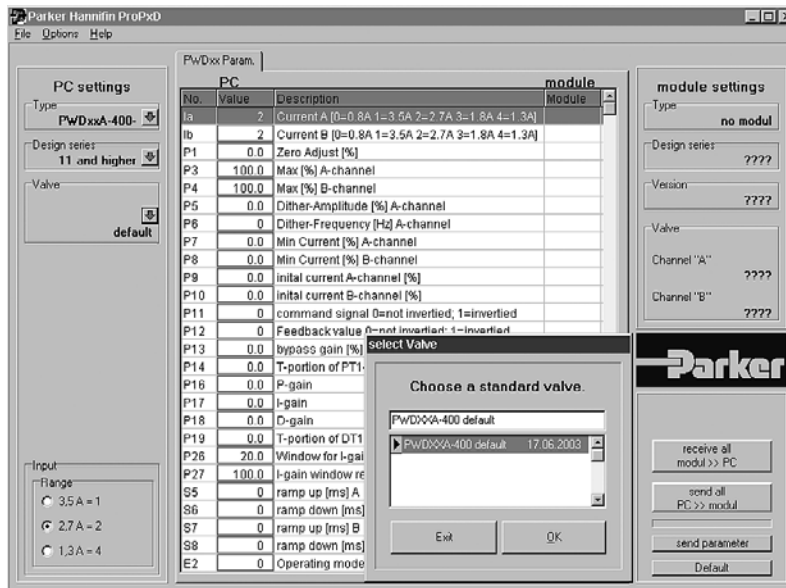 Parker Hannifin ProPxD
File Options Help
PC settings
Type
PWDxxA-400-
Design series
11 and higher
Valve
default
Input
Range
3,5 A = 1
2,7 A = 2
1,3 A = 4
PWDxx Param.
PC module
No. Value Description Module
Ia 2 Current A [0=0.8A 1=3.5A 2=2.7A 3=1.8A 4=1.3A]
Ib 2 Current B [0=0.8A 1=3.5A 2=2.7A 3=1.8A 4=1.3A]
P1 0.0 Zero Adjust [%]
P3 100.0 Max [%] A-channel
P4 100.0 Max [%] B-channel
P5 0.0 Dither-Amplitude [%] A-channel
P6 0 Dither-Frequency [Hz] A-channel
P7 0.0 Min Current [%] A-channel
P8 0.0 Min Current [%] B-channel
P9 0.0 inital current A-channel [%]
P10 0.0 inital current B-channel [%]
P11 0 command signal 0=not invertied; 1=invertied
P12 0 Feedback value 0=not invertied; 1=invertied
P13 0.0 bypass gain [%]
P14 0.0 T-portion of PT1-
P16 0.0 P-gain
P17 0.0 I-gain
P18 0.0 D-gain
P19 0.0 T-portion of DT1
P26 20.0 Window for I-gai
P27 100.0 I-gain window re
S5 0 ramp up [ms] A
S6 0 ramp down [ms]
S7 0 ramp up [ms] B
S8 0 ramp down [ms]
E2 0 Operating mode
select Valve
Choose a standard valve.
PWDXXA-400 default
PWDXXA-400 default 17.06.2003
Exit OK
module settings
Type
no modul
Design series
????
Version
????
Valve
Channel "A"
????
Channel "B"
????
Parker
receive all
modul >> PC
send all
PC >> modul
send parameter
Default